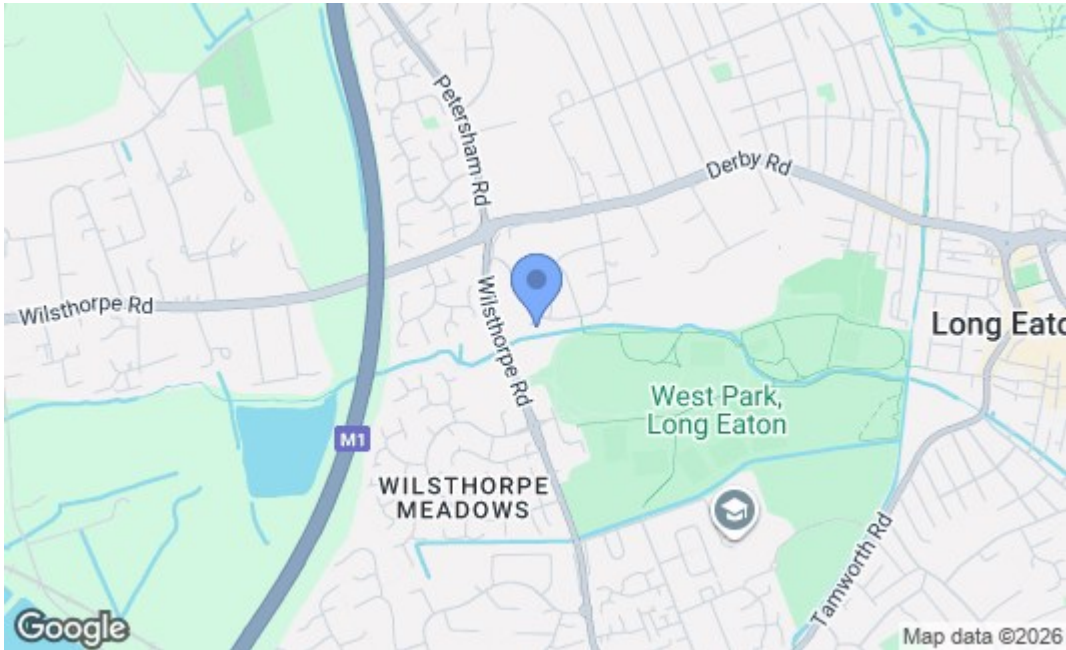 Petersham Rd
Derby Rd
Wilsthorpe Rd
Wilsthorpe Rd
Long Eato
West Park,
Long Eaton
M1
WILSTHORPE
MEADOWS
Tamworth Rd
Google
Map data ©2026